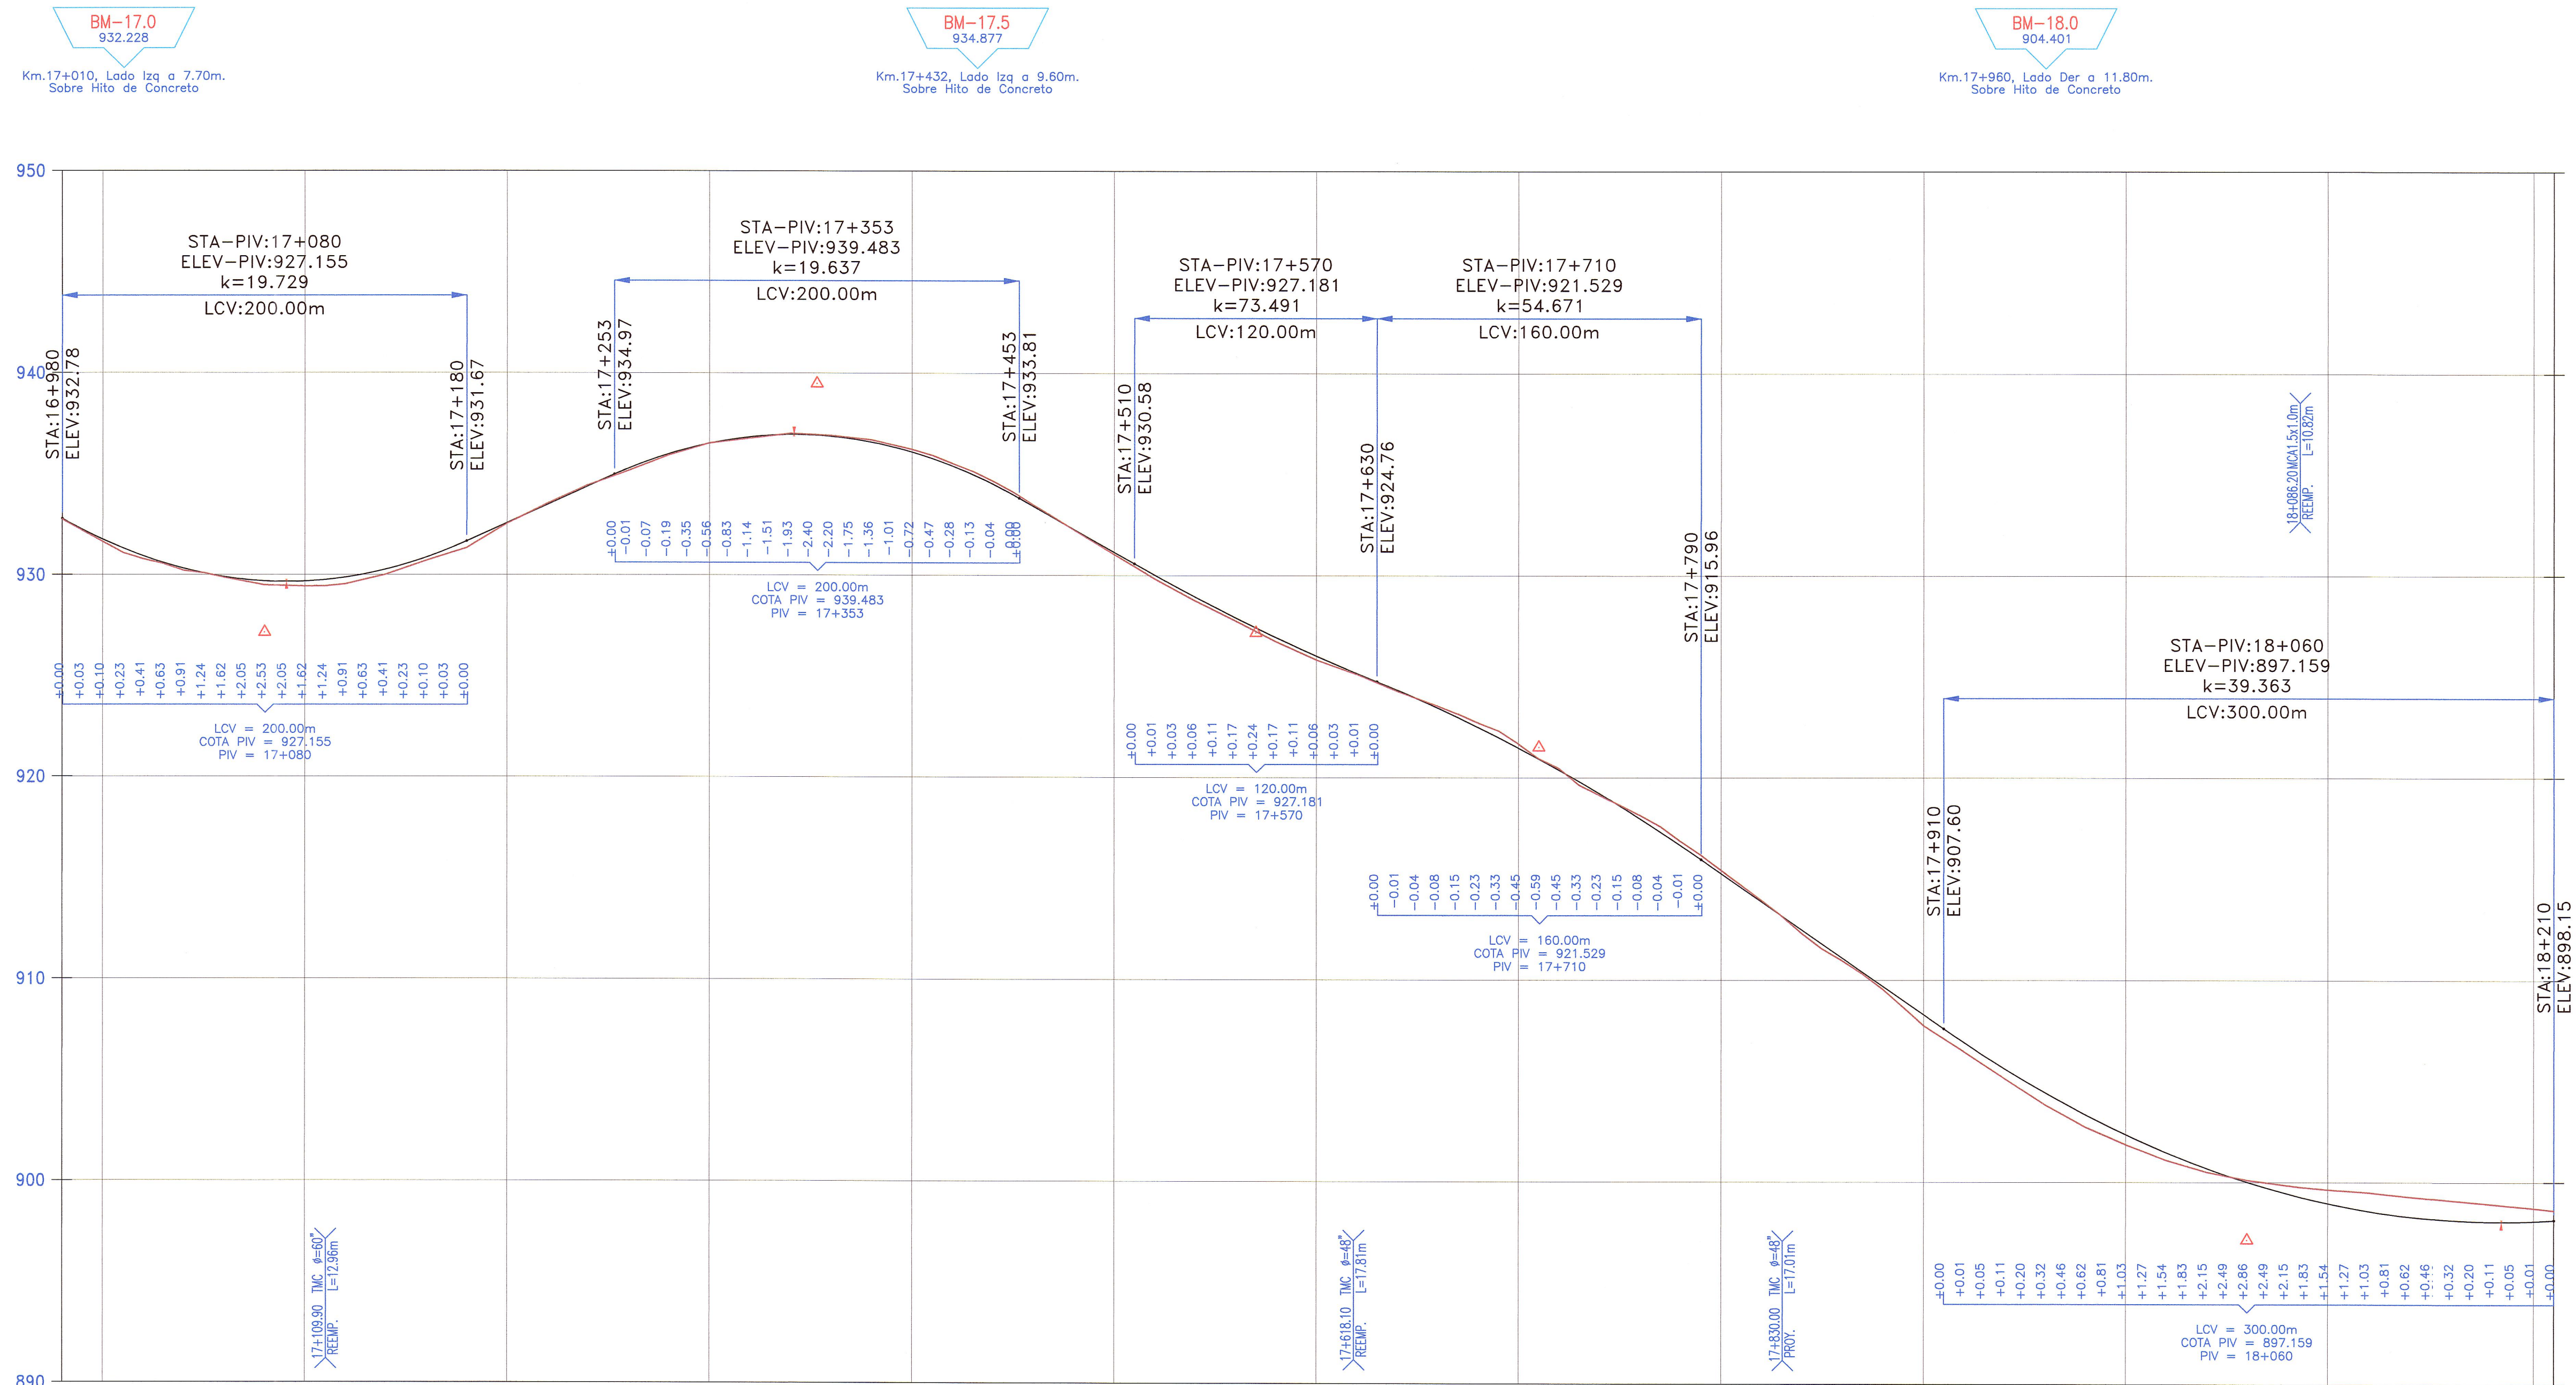 BM-17.0
932.228
Km.17+010, Lado Izq a 7.70m.
Sobre Hito de Concreto
BM-17.5
934.877
Km.17+432, Lado Izq a 9.60m.
Sobre Hito de Concreto
BM-18.0
904.401
Km.17+960, Lado Der a 11.80m.
Sobre Hito de Concreto
950
940
930
920
910
900
890
STA-PIV:17+080
ELEV-PIV:927.155
k=19.729
LCV:200.00m
STA:16+980
ELEV:932.78
STA:17+180
ELEV:931.67
STA-PIV:17+353
ELEV-PIV:939.483
k=19.637
LCV:200.00m
STA:17+253
ELEV:934.97
STA:17+453
ELEV:933.81
STA-PIV:17+570
ELEV-PIV:927.181
k=73.491
LCV:120.00m
STA:17+510
ELEV:930.58
STA:17+630
ELEV:924.76
STA-PIV:17+710
ELEV-PIV:921.529
k=54.671
LCV:160.00m
STA:17+790
ELEV:915.96
STA-PIV:18+060
ELEV-PIV:897.159
k=39.363
LCV:300.00m
STA:17+910
ELEV:907.60
STA:18+210
ELEV:898.15
18+086.20 MCA1.5x1.0m
REEMP. L=10.82m
±0.00 +0.03 +0.10 +0.23 +0.41 +0.63 +0.91 +1.24 +1.62 +2.05 +2.53 +2.05 +1.62 +1.24 +0.91 +0.63 +0.41 +0.23 +0.10 +0.03 ±0.00
LCV = 200.00m
COTA PIV = 927.155
PIV = 17+080
±0.00 -0.01 -0.07 -0.19 -0.35 -0.56 -0.83 -1.14 -1.51 -1.93 -2.40 -2.20 -1.75 -1.36 -1.01 -0.72 -0.47 -0.28 -0.13 -0.04 0.00 ±0.00
LCV = 200.00m
COTA PIV = 939.483
PIV = 17+353
±0.00 +0.01 +0.03 +0.06 +0.11 +0.17 +0.24 +0.17 +0.11 +0.06 +0.03 +0.01 ±0.00
LCV = 120.00m
COTA PIV = 927.181
PIV = 17+570
±0.00 -0.01 -0.04 -0.08 -0.15 -0.23 -0.33 -0.45 -0.59 -0.45 -0.33 -0.23 -0.15 -0.08 -0.04 -0.01 ±0.00
LCV = 160.00m
COTA PIV = 921.529
PIV = 17+710
±0.00 +0.01 +0.05 +0.11 +0.20 +0.32 +0.46 +0.62 +0.81 +1.03 +1.27 +1.54 +1.83 +2.15 +2.49 +2.86 +2.49 +2.15 +1.83 +1.54 +1.27 +1.03 +0.81 +0.62 +0.46 +0.32 +0.20 +0.11 +0.05 +0.01 ±0.00
LCV = 300.00m
COTA PIV = 897.159
PIV = 18+060
17+109.90 TMC ø=60"
REEMP. L=12.96m
17+618.10 TMC ø=48"
REEMP. L=17.81m
17+830.00 TMC ø=48"
PROY. L=17.01m